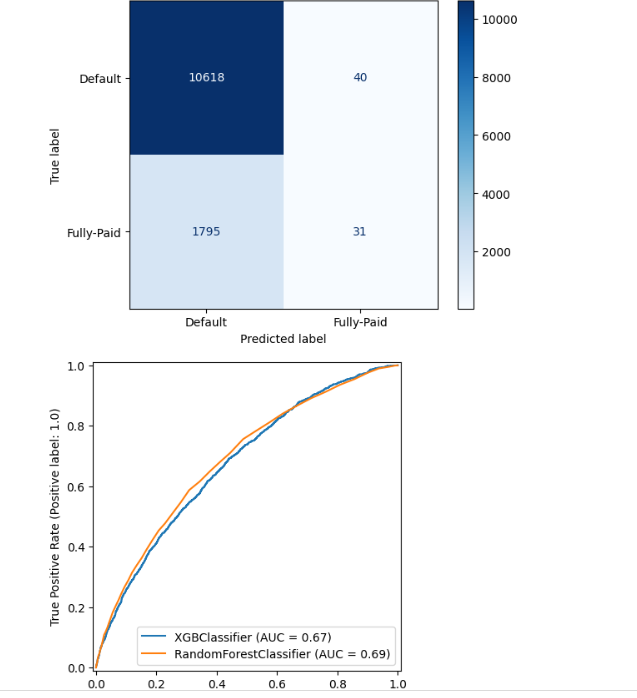 10000
Default
10618
40
8000
6000
True label
4000
Fully-Paid
1795
31
2000
Default
Fully-Paid
Predicted label
1.0
0.8
0.6
0.4
0.2
0.0
True Positive Rate (Positive label: 1.0)
XGBClassifier (AUC = 0.67)
RandomForestClassifier (AUC = 0.69)
0.0
0.2
0.4
0.6
0.8
1.0